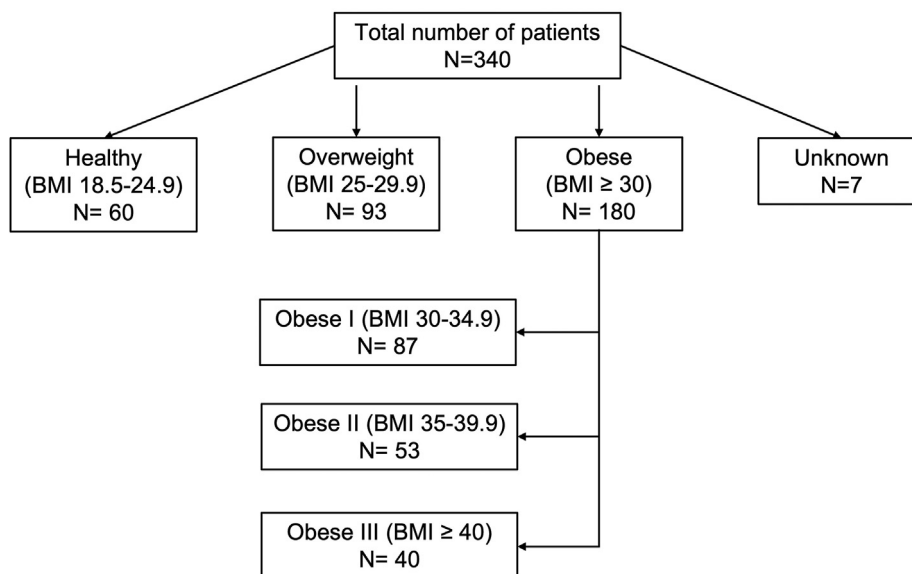 Total number of patients
N=340
Healthy
(BMI 18.5-24.9)
N= 60
Overweight
(BMI 25-29.9)
N= 93
Obese
(BMI ≥ 30)
N= 180
Unknown
N=7
Obese I (BMI 30-34.9)
N= 87
Obese II (BMI 35-39.9)
N= 53
Obese III (BMI ≥ 40)
N= 40